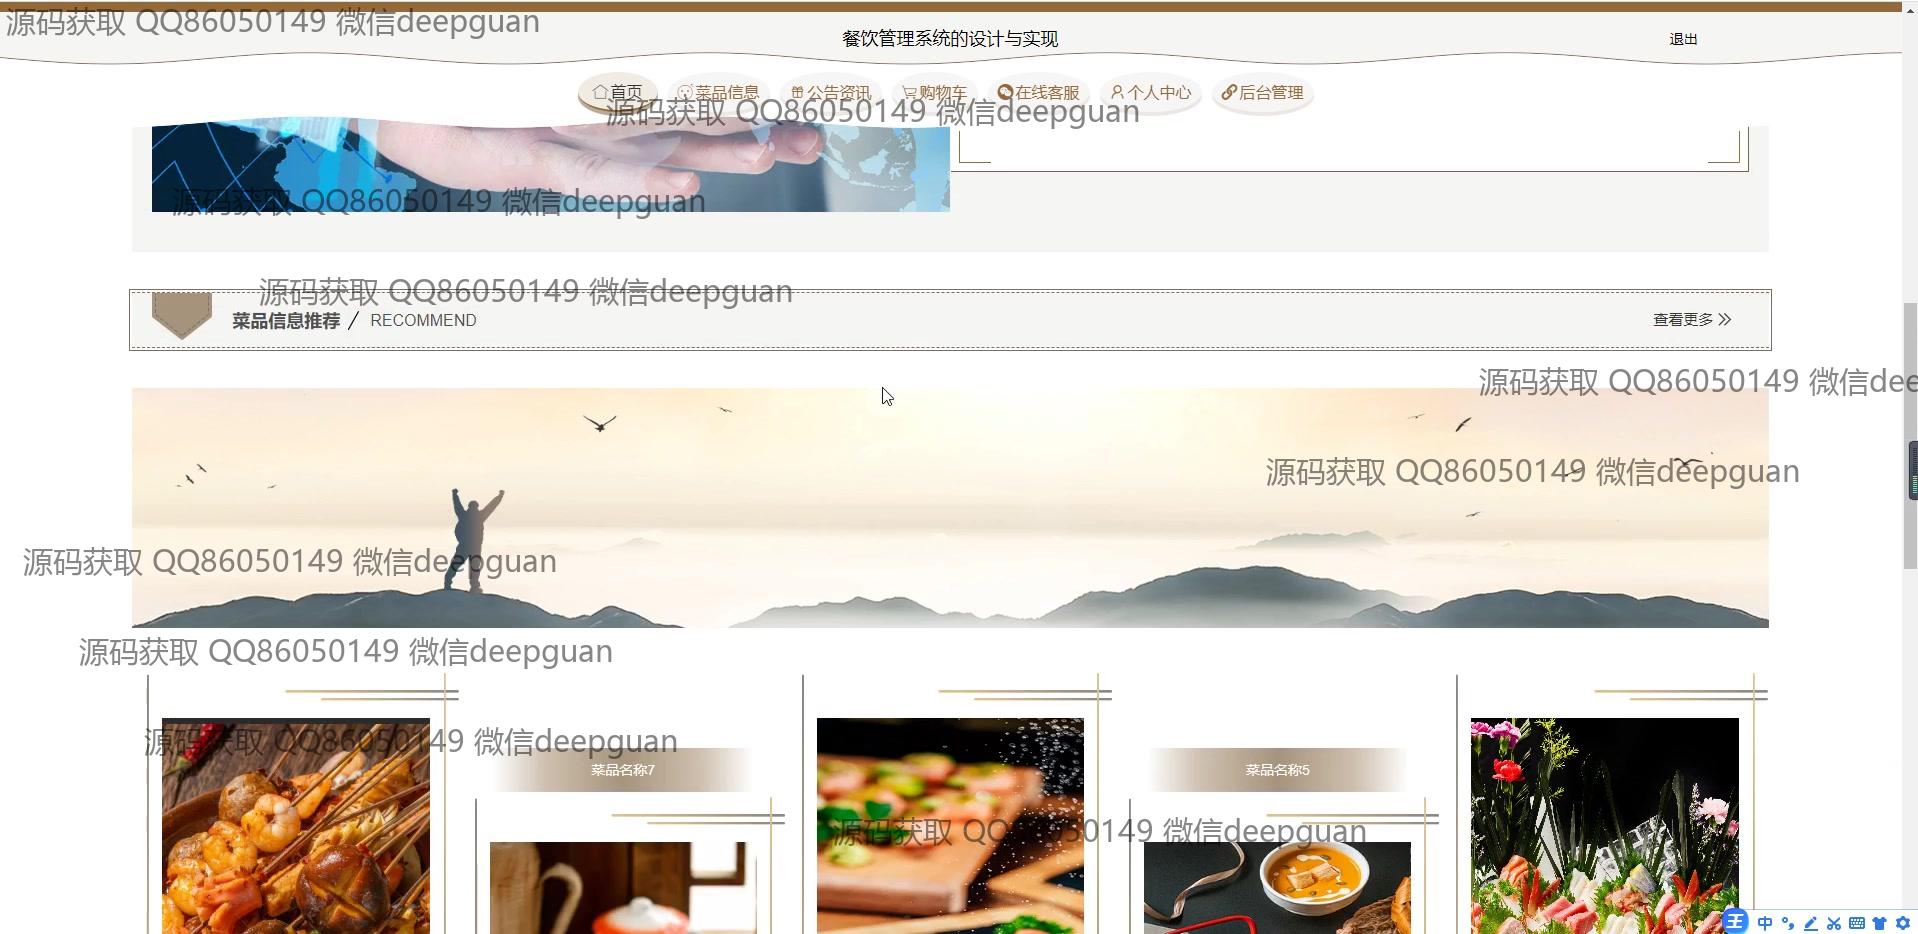 源码获取 QQ86050149 微信deepguan
餐饮管理系统的设计与实现
退出
首页 菜品信息 公告资讯 购物车 在线客服 个人中心 后台管理
源码获取 QQ86050149 微信deepguan
源码获取 QQ86050149 微信deepguan
源码获取 QQ86050149 微信deepguan
菜品信息推荐 / RECOMMEND
查看更多
源码获取 QQ86050149 微信dee
源码获取 QQ86050149 微信deepguan
源码获取 QQ86050149 微信deepguan
源码获取 QQ86050149 微信deepguan
源码获取 QQ86050149 微信deepguan
菜品名称7
菜品名称5
源码获取 QQ86050149 微信deepguan
王 中